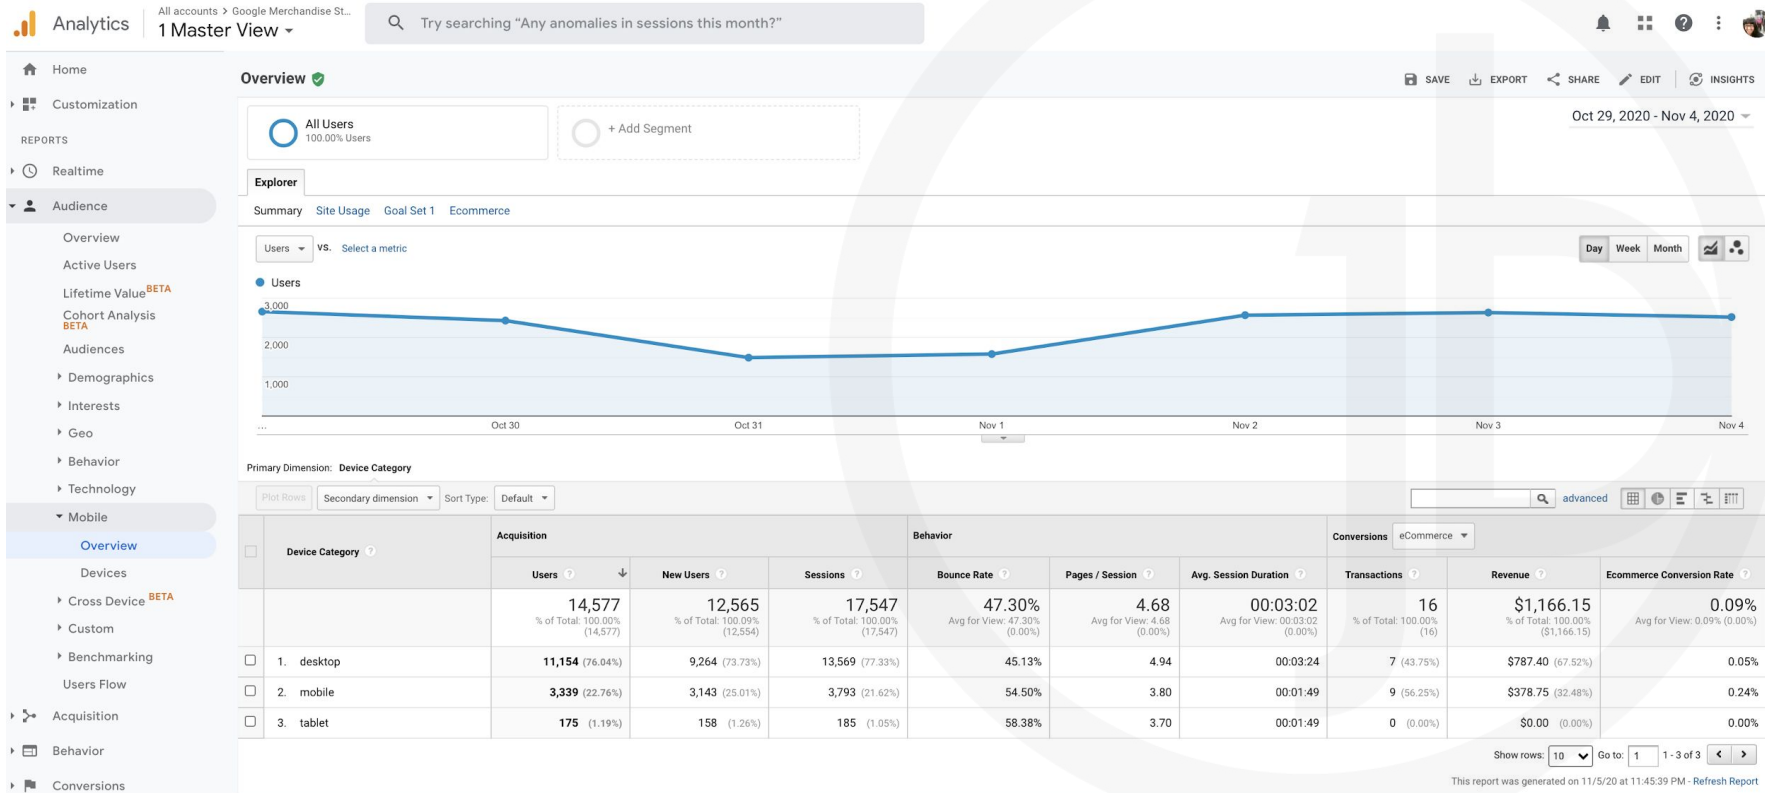 Analytics
All accounts > Google Merchandise St...
1 Master View
Try searching “Any anomalies in sessions this month?”
Home
Customization
REPORTS
Realtime
Audience
Overview
Active Users
Lifetime Value BETA
Cohort Analysis
BETA
Audiences
Demographics
Interests
Geo
Behavior
Technology
Mobile
Overview
Devices
Cross Device BETA
Custom
Benchmarking
Users Flow
Acquisition
Behavior
Conversions
Overview
SAVE EXPORT SHARE EDIT INSIGHTS
All Users
100.00% Users
+ Add Segment
Oct 29, 2020 - Nov 4, 2020
Explorer
Summary Site Usage Goal Set 1 Ecommerce
Users VS. Select a metric
Day Week Month
Users
3,000
2,000
1,000
... Oct 30 Oct 31 Nov 1 Nov 2 Nov 3 Nov 4
Primary Dimension: Device Category
Plot Rows Secondary dimension Sort Type: Default advanced
Device Category ? Acquisition Behavior Conversions eCommerce
Users ? New Users ? Sessions ? Bounce Rate ? Pages / Session ? Avg. Session Duration ? Transactions ? Revenue ? Ecommerce Conversion Rate ?
14,577 12,565 17,547 47.30% 4.68 00:03:02 16 $1,166.15 0.09%
% of Total: 100.00% % of Total: 100.09% % of Total: 100.00% Avg for View: 47.30% Avg for View: 4.68 Avg for View: 00:03:02 % of Total: 100.00% % of Total: 100.00% Avg for View: 0.09% (0.00%)
(14,577) (12,554) (17,547) (0.00%) (0.00%) (0.00%) (16) ($1,166.15)
1. desktop 11,154 (76.04%) 9,264 (73.73%) 13,569 (77.33%) 45.13% 4.94 00:03:24 7 (43.75%) $787.40 (67.52%) 0.05%
2. mobile 3,339 (22.76%) 3,143 (25.01%) 3,793 (21.62%) 54.50% 3.80 00:01:49 9 (56.25%) $378.75 (32.48%) 0.24%
3. tablet 175 (1.19%) 158 (1.26%) 185 (1.05%) 58.38% 3.70 00:01:49 0 (0.00%) $0.00 (0.00%) 0.00%
Show rows: 10 Go to: 1 1 - 3 of 3
This report was generated on 11/5/20 at 11:45:39 PM - Refresh Report